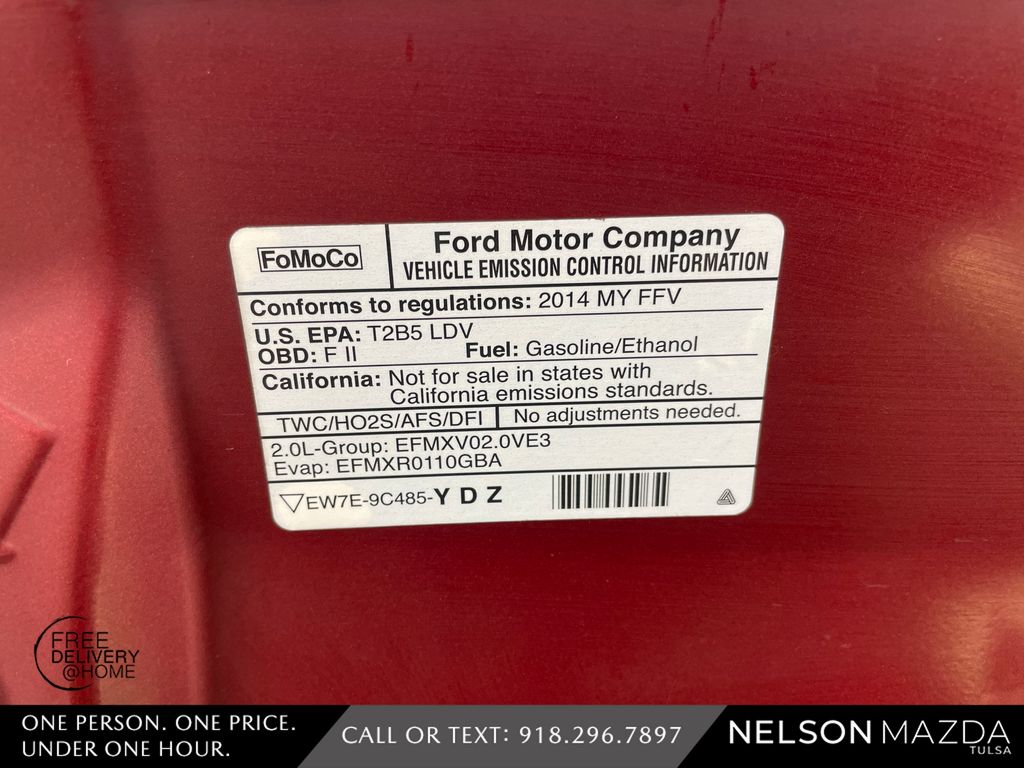 FoMoCo
Ford Motor Company
VEHICLE EMISSION CONTROL INFORMATION
Conforms to regulations: 2014 MY FFV
U.S. EPA: T2B5 LDV
OBD: F II Fuel: Gasoline/Ethanol
California: Not for sale in states with
California emissions standards.
TWC/HO2S/AFS/DFI No adjustments needed.
2.0L-Group: EFMXV02.0VE3
Evap: EFMXR0110GBA
EW7E-9C485-Y D Z
FREE
DELIVERY
@HOME
ONE PERSON. ONE PRICE.
UNDER ONE HOUR.
CALL OR TEXT: 918.296.7897
NELSON MAZDA
TULSA